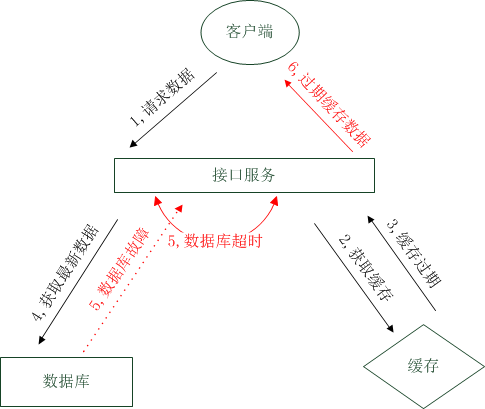 客户端
1,请求数据
6,过期缓存数据
接口服务
5,数据库超时
4,获取最新数据
5,数据库故障
2,获取缓存
3,缓存过期
数据库
缓存